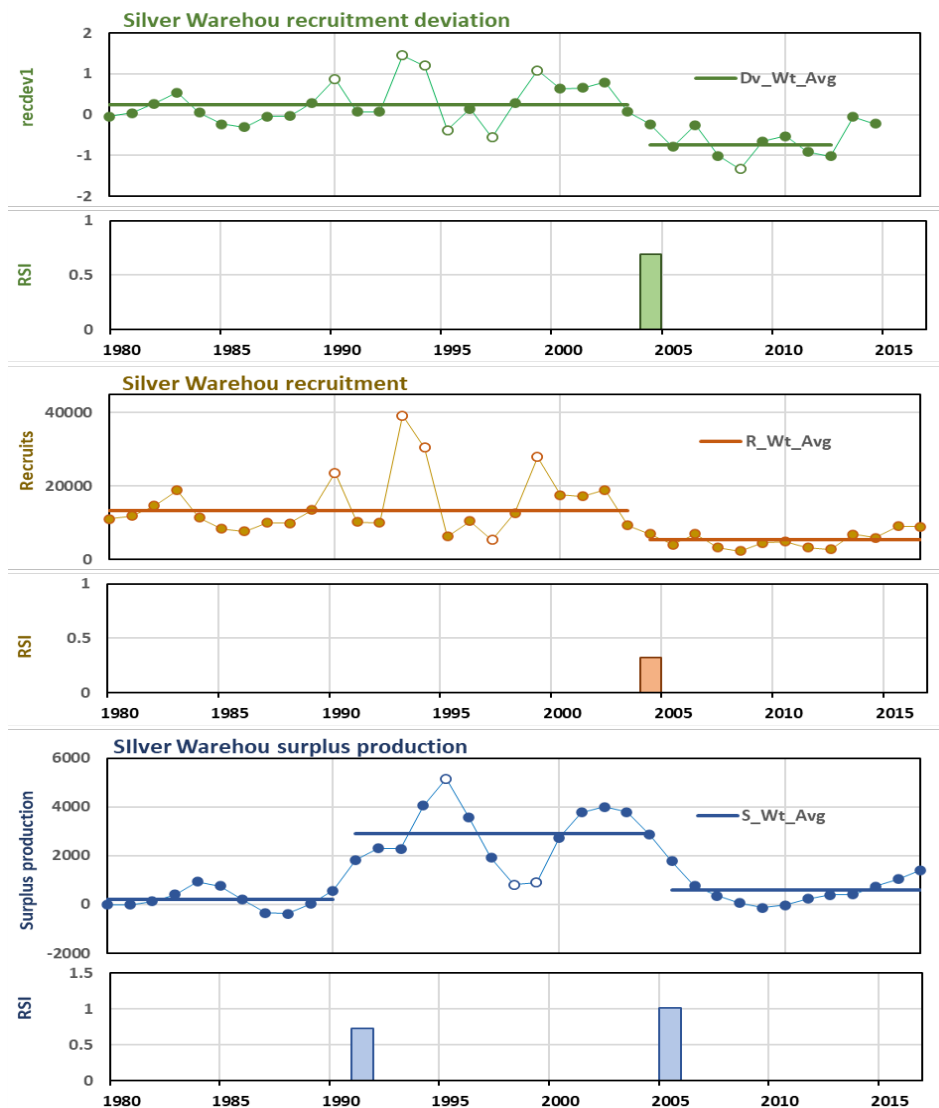 Silver Warehou recruitment deviation
2
1
0
-1
-2
recdev1
Dv_Wt_Avg
1
0.5
0
RSI
1980 1985 1990 1995 2000 2005 2010 2015
Silver Warehou recruitment
40000
20000
0
Recruits
R_Wt_Avg
1
0.5
0
RSI
1980 1985 1990 1995 2000 2005 2010 2015
SIlver Warehou surplus production
6000
4000
2000
0
-2000
Surplus production
S_Wt_Avg
1.5
1
0.5
0
RSI
1980 1985 1990 1995 2000 2005 2010 2015